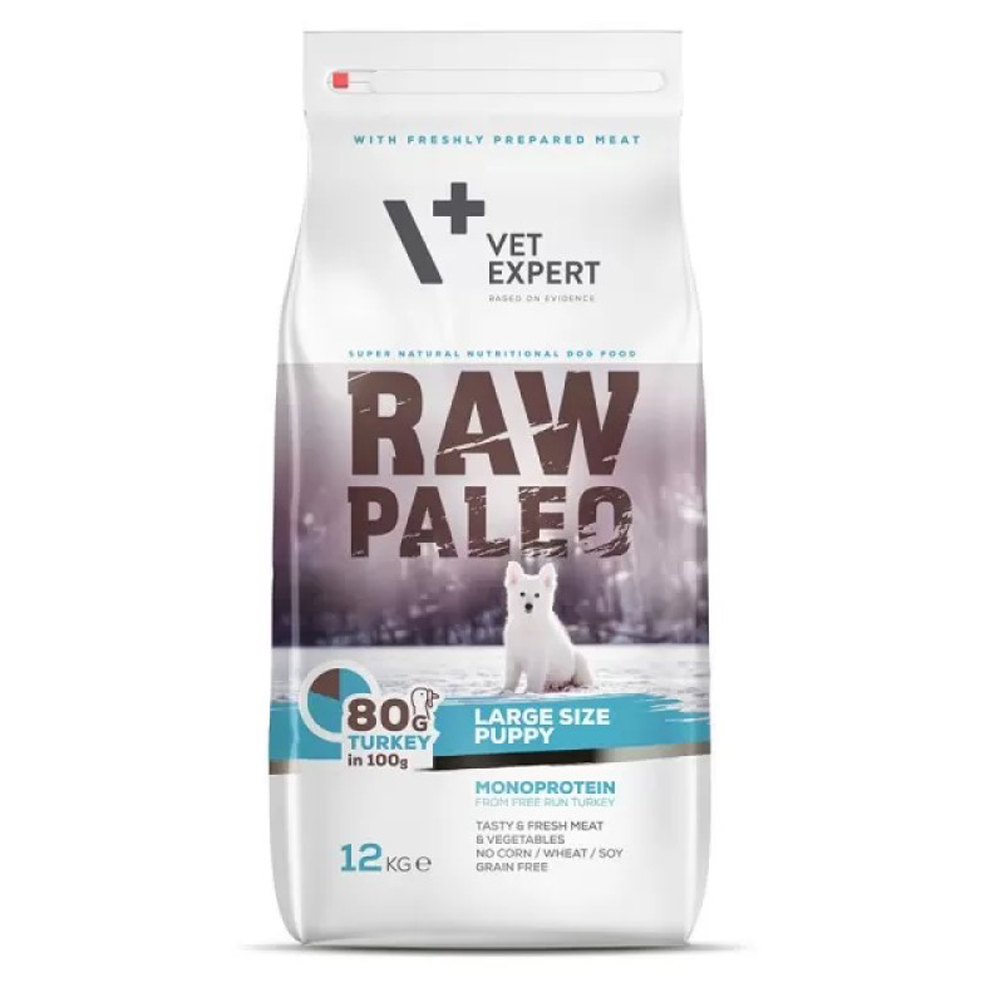 WITH FRESHLY PREPARED MEAT
V+
VET
EXPERT
BASED ON EVIDENCE
SUPER NATURAL NUTRITIONAL DOG FOOD
RAW
PALEO
80G
TURKEY
in 100g
LARGE SIZE
PUPPY
MONOPROTEIN
FROM FREE RUN TURKEY
TASTY & FRESH MEAT
& VEGETABLES
NO CORN / WHEAT / SOY
GRAIN FREE
12 KG e